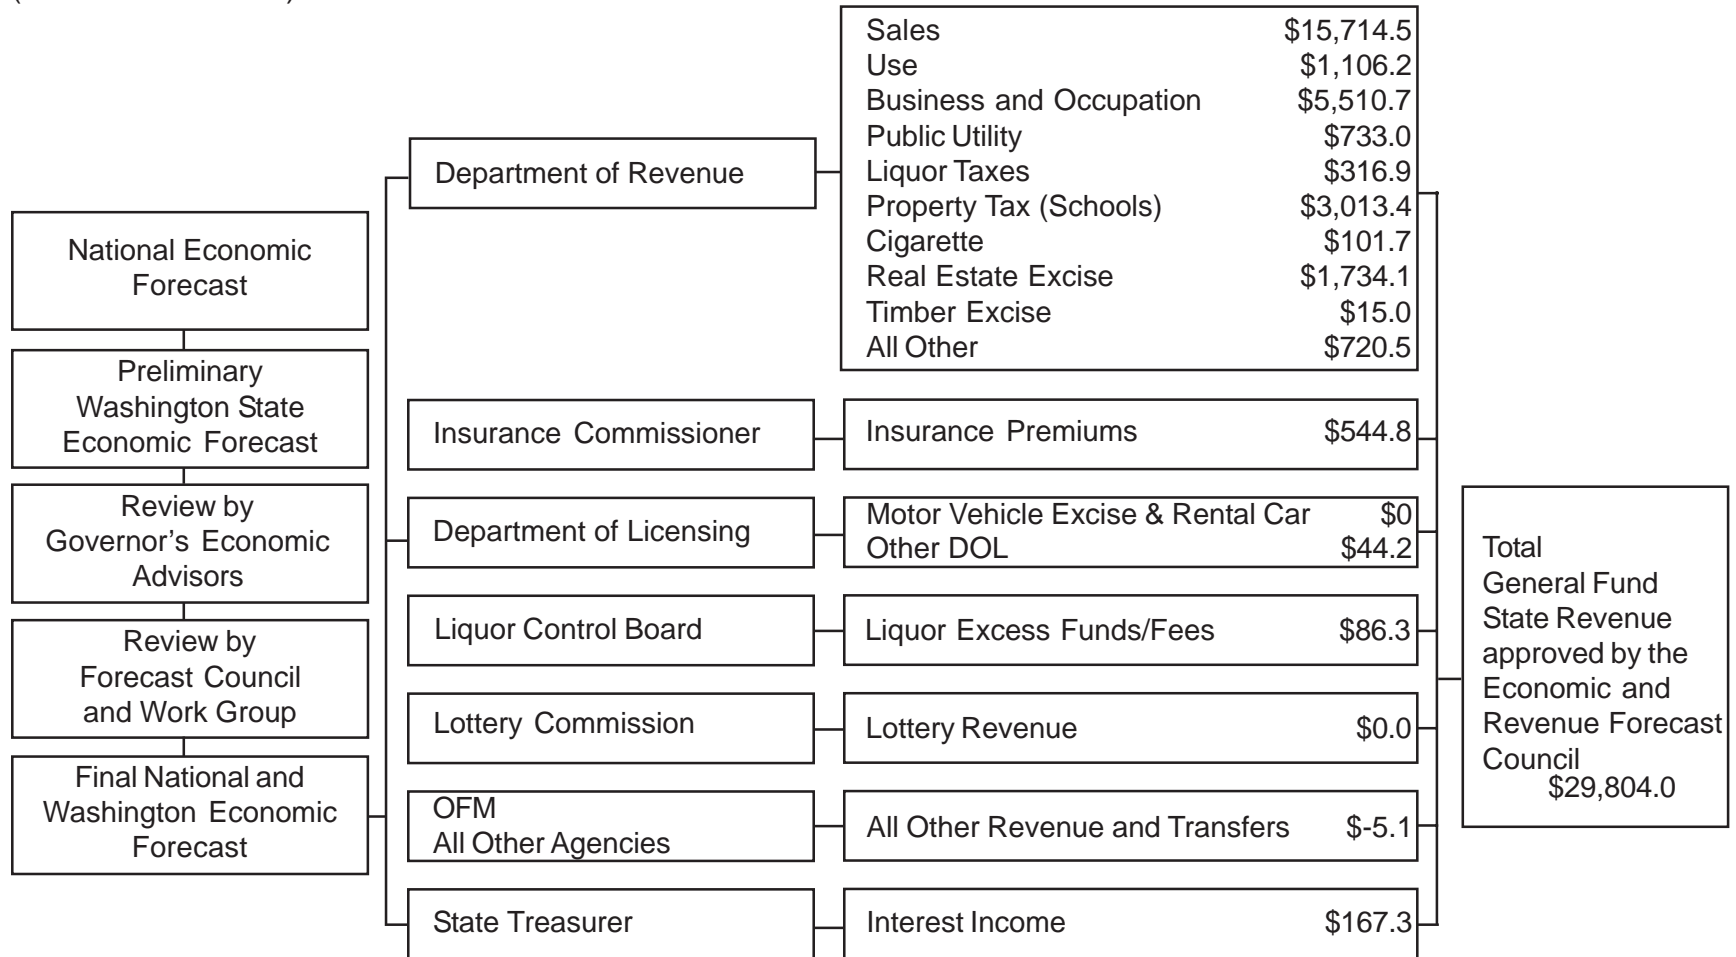 National Economic
Forecast
Preliminary
Washington State
Economic Forecast
Review by
Governor's Economic
Advisors
Review by
Forecast Council
and Work Group
Final National and
Washington Economic
Forecast
Department of Revenue
Sales $15,714.5
Use $1,106.2
Business and Occupation $5,510.7
Public Utility $733.0
Liquor Taxes $316.9
Property Tax (Schools) $3,013.4
Cigarette $101.7
Real Estate Excise $1,734.1
Timber Excise $15.0
All Other $720.5
Insurance Commissioner
Insurance Premiums $544.8
Department of Licensing
Motor Vehicle Excise & Rental Car $0
Other DOL $44.2
Liquor Control Board
Liquor Excess Funds/Fees $86.3
Lottery Commission
Lottery Revenue $0.0
OFM
All Other Agencies
All Other Revenue and Transfers $-5.1
State Treasurer
Interest Income $167.3
Total
General Fund
State Revenue
approved by the
Economic and
Revenue Forecast
Council
$29,804.0